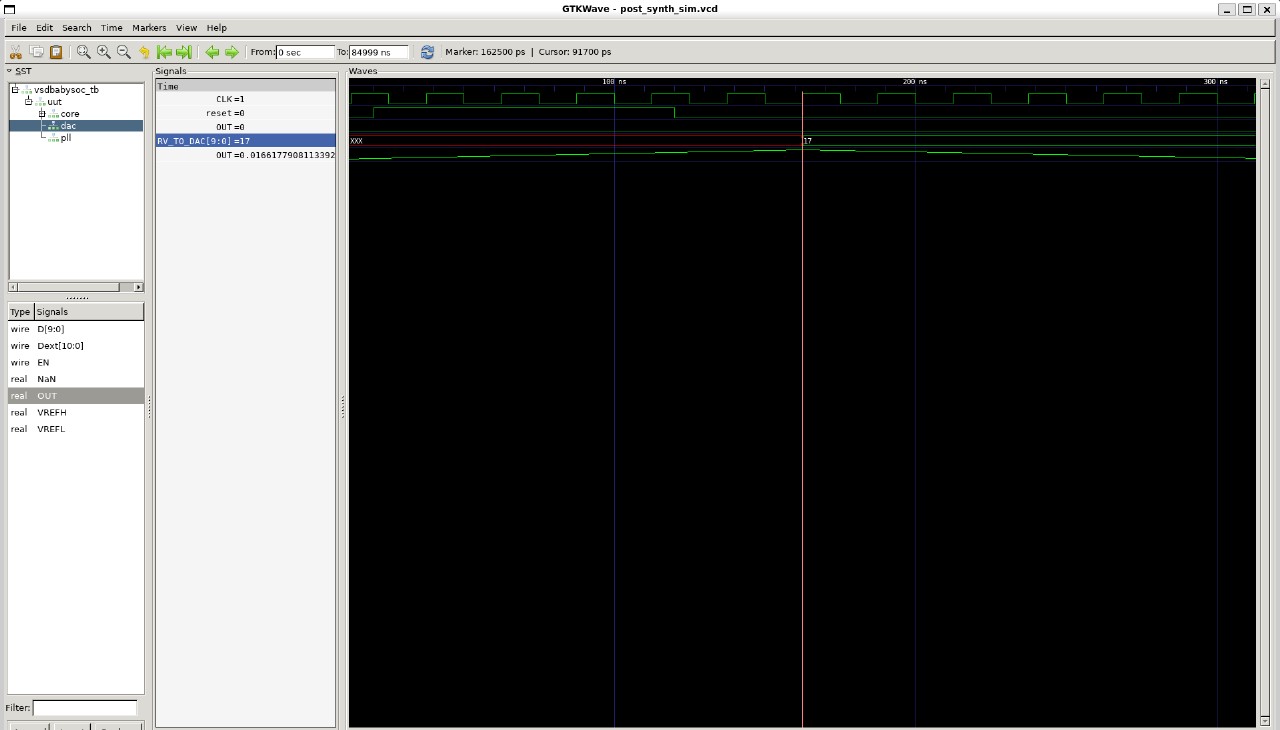 GTKWave - post_synth_sim.vcd
File Edit Search Time Markers View Help
From: 0 sec To: 84999 ns Marker: 162500 ps | Cursor: 91700 ps
SST
vsdbabysoc_tb
uut
core
dac
pll
Type Signals
wire D[9:0]
wire Dext[10:0]
wire EN
real NaN
real OUT
real VREFH
real VREFL
Filter:
Signals
Time
CLK=1
reset=0
OUT=0
RV_TO_DAC[9:0]=17
OUT=0.0166177908113392
Waves
100 ns 200 ns 300 ns
XXX 17